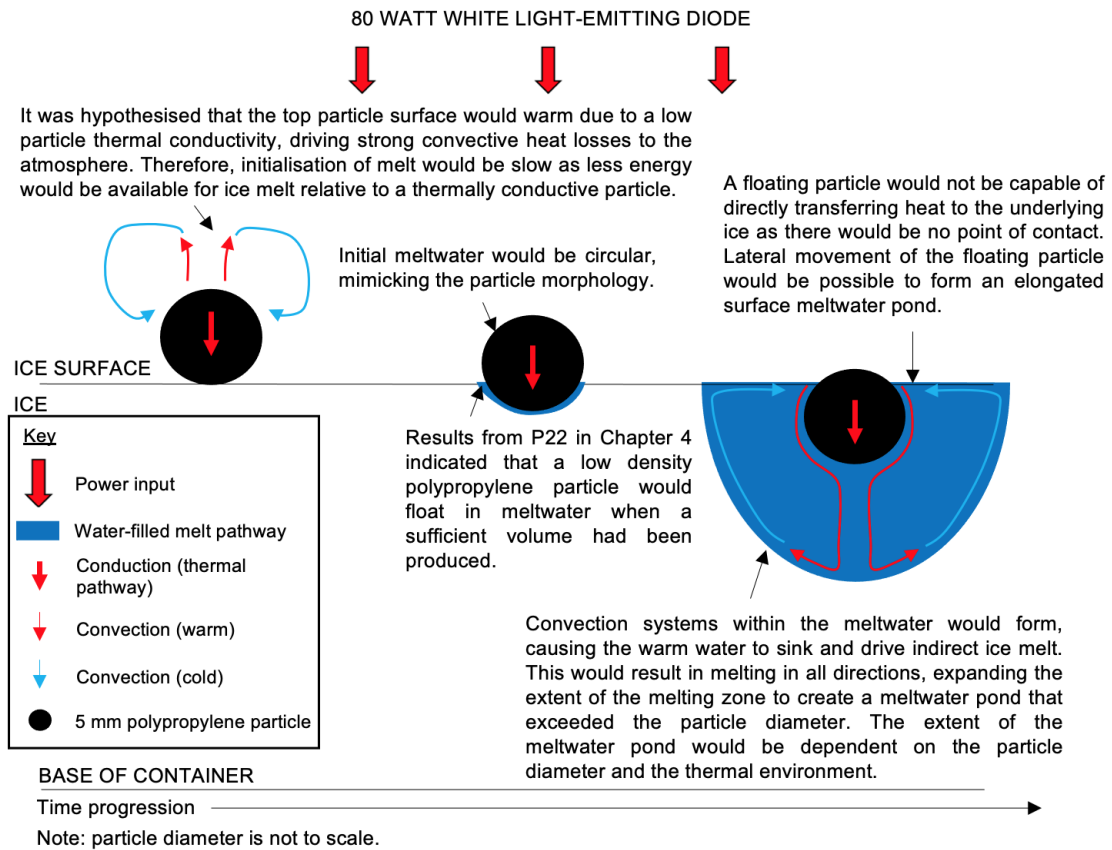 80 WATT WHITE LIGHT-EMITTING DIODE
It was hypothesised that the top particle surface would warm due to a low
particle thermal conductivity, driving strong convective heat losses to the
atmosphere. Therefore, initialisation of melt would be slow as less energy
would be available for ice melt relative to a thermally conductive particle.
Initial meltwater would be circular,
mimicking the particle morphology.
A floating particle would not be capable of
directly transferring heat to the underlying
ice as there would be no point of contact.
Lateral movement of the floating particle
would be possible to form an elongated
surface meltwater pond.
ICE SURFACE
ICE
Key
Power input
Water-filled melt pathway
Conduction (thermal
pathway)
Convection (warm)
Convection (cold)
5 mm polypropylene particle
Results from P22 in Chapter 4
indicated that a low density
polypropylene particle would
float in meltwater when a
sufficient volume had been
produced.
Convection systems within the meltwater would form,
causing the warm water to sink and drive indirect ice melt.
This would result in melting in all directions, expanding the
extent of the melting zone to create a meltwater pond that
exceeded the particle diameter. The extent of the
meltwater pond would be dependent on the particle
diameter and the thermal environment.
BASE OF CONTAINER
Time progression
Note: particle diameter is not to scale.